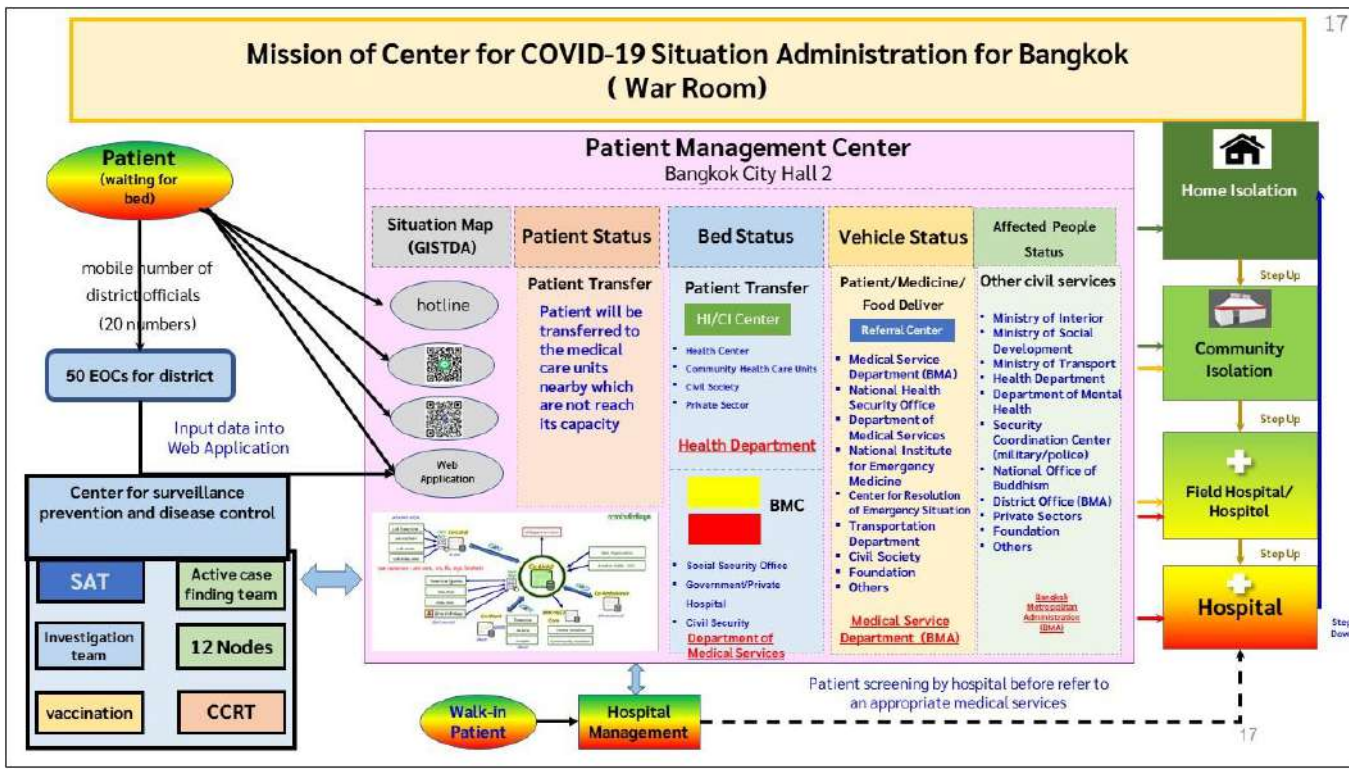 17
Mission of Center for COVID-19 Situation Administration for Bangkok
( War Room)
Patient
(waiting for
bed)
mobile number of
district officials
(20 numbers)
50 EOCs for district
Input data into
Web Application
Center for surveillance
prevention and disease control
SAT
Active case
finding team
Investigation
team
12 Nodes
vaccination
CCRT
Patient Management Center
Bangkok City Hall 2
Situation Map
(GISTDA)
hotline
Web
Application
Patient Status
Patient Transfer
Patient will be
transferred to
the medical
care units
nearby which
are not reach
its capacity
Bed Status
Patient Transfer
HI/CI Center
Health Center
Community Health Care Units
Civil Society
Private Sector
Health Department
BMC
Social Security Office
Government/Private
Hospital
Civil Security
Department of
Medical Services
Vehicle Status
Patient/Medicine/
Food Deliver
Referral Center
Medical Service
Department (BMA)
National Health
Security Office
Department of
Medical Services
National Institute
for Emergency
Medicine
Center for Resolution
of Emergency Situation
Transportation
Department
Civil Society
Foundation
Others
Medical Service
Department (BMA)
Affected People
Status
Other civil services
Ministry of Interior
Ministry of Social
Development
Ministry of Transport
Health Department
Department of Mental
Health
Security
Coordination Center
(military/police)
National Office of
Buddhism
District Office (BMA)
Private Sectors
Foundation
Others
Bangkok
Metropolitan
Administration
(BMA)
Home Isolation
Step Up
Community
Isolation
Step Up
Field Hospital/
Hospitel
Step Up
Hospital
Step
Down
Walk-in
Patient
Hospital
Management
Patient screening by hospital before refer to
an appropriate medical services
17